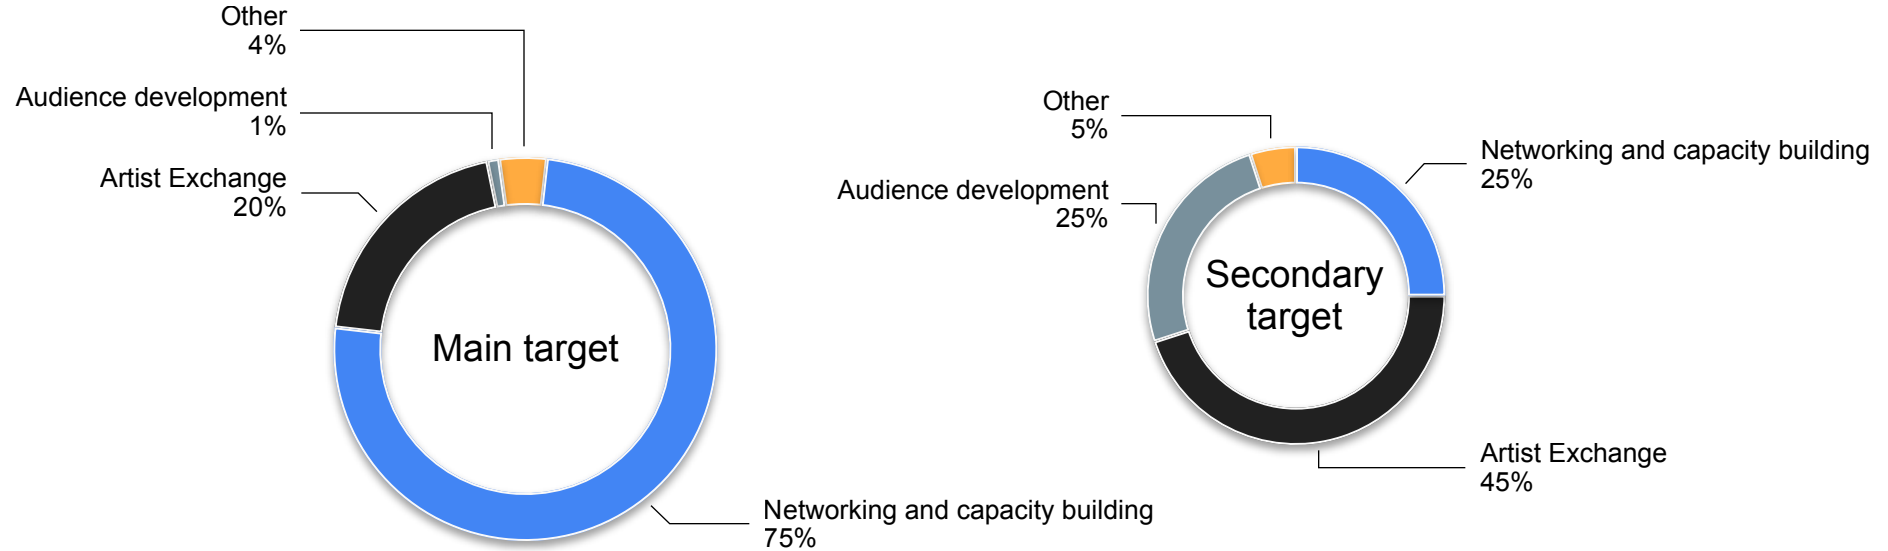 Other
4%
Audience development
1%
Artist Exchange
20%
Main target
Networking and capacity building
75%
Other
5%
Audience development
25%
Networking and capacity building
25%
Secondary
target
Artist Exchange
45%